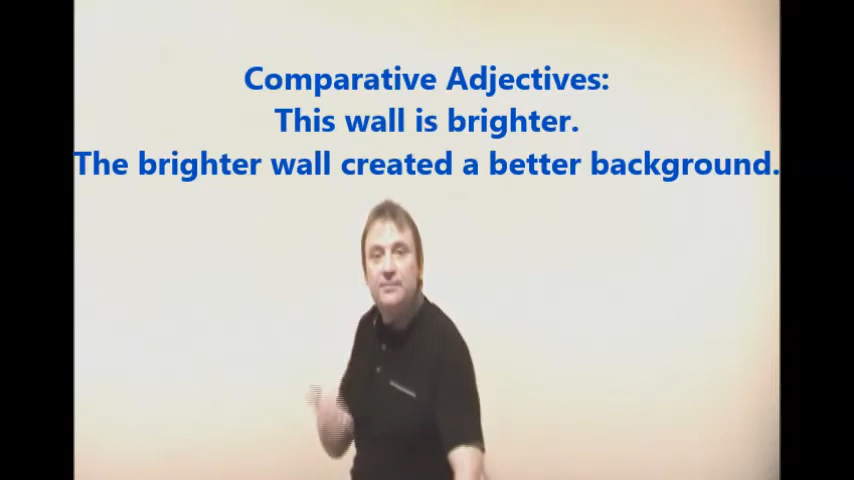 Comparative Adjectives:
This wall is brighter.
The brighter wall created a better background.